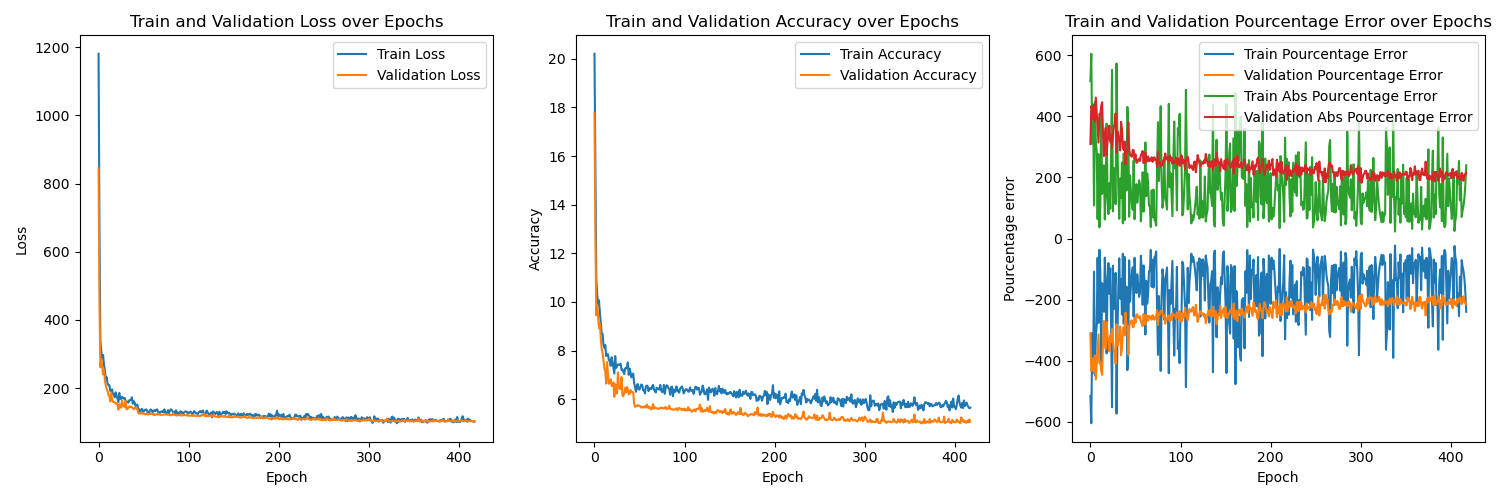 Train and Validation Loss over Epochs
1200
1000
800
600
400
200
Loss
0
100
200
300
400
Epoch
Train Loss
Validation Loss
Train and Validation Accuracy over Epochs
20
18
16
14
12
10
8
6
Accuracy
0
100
200
300
400
Epoch
Train Accuracy
Validation Accuracy
Train and Validation Pourcentage Error over Epochs
600
400
200
0
−200
−400
−600
Pourcentage error
0
100
200
300
400
Epoch
Train Pourcentage Error
Validation Pourcentage Error
Train Abs Pourcentage Error
Validation Abs Pourcentage Error